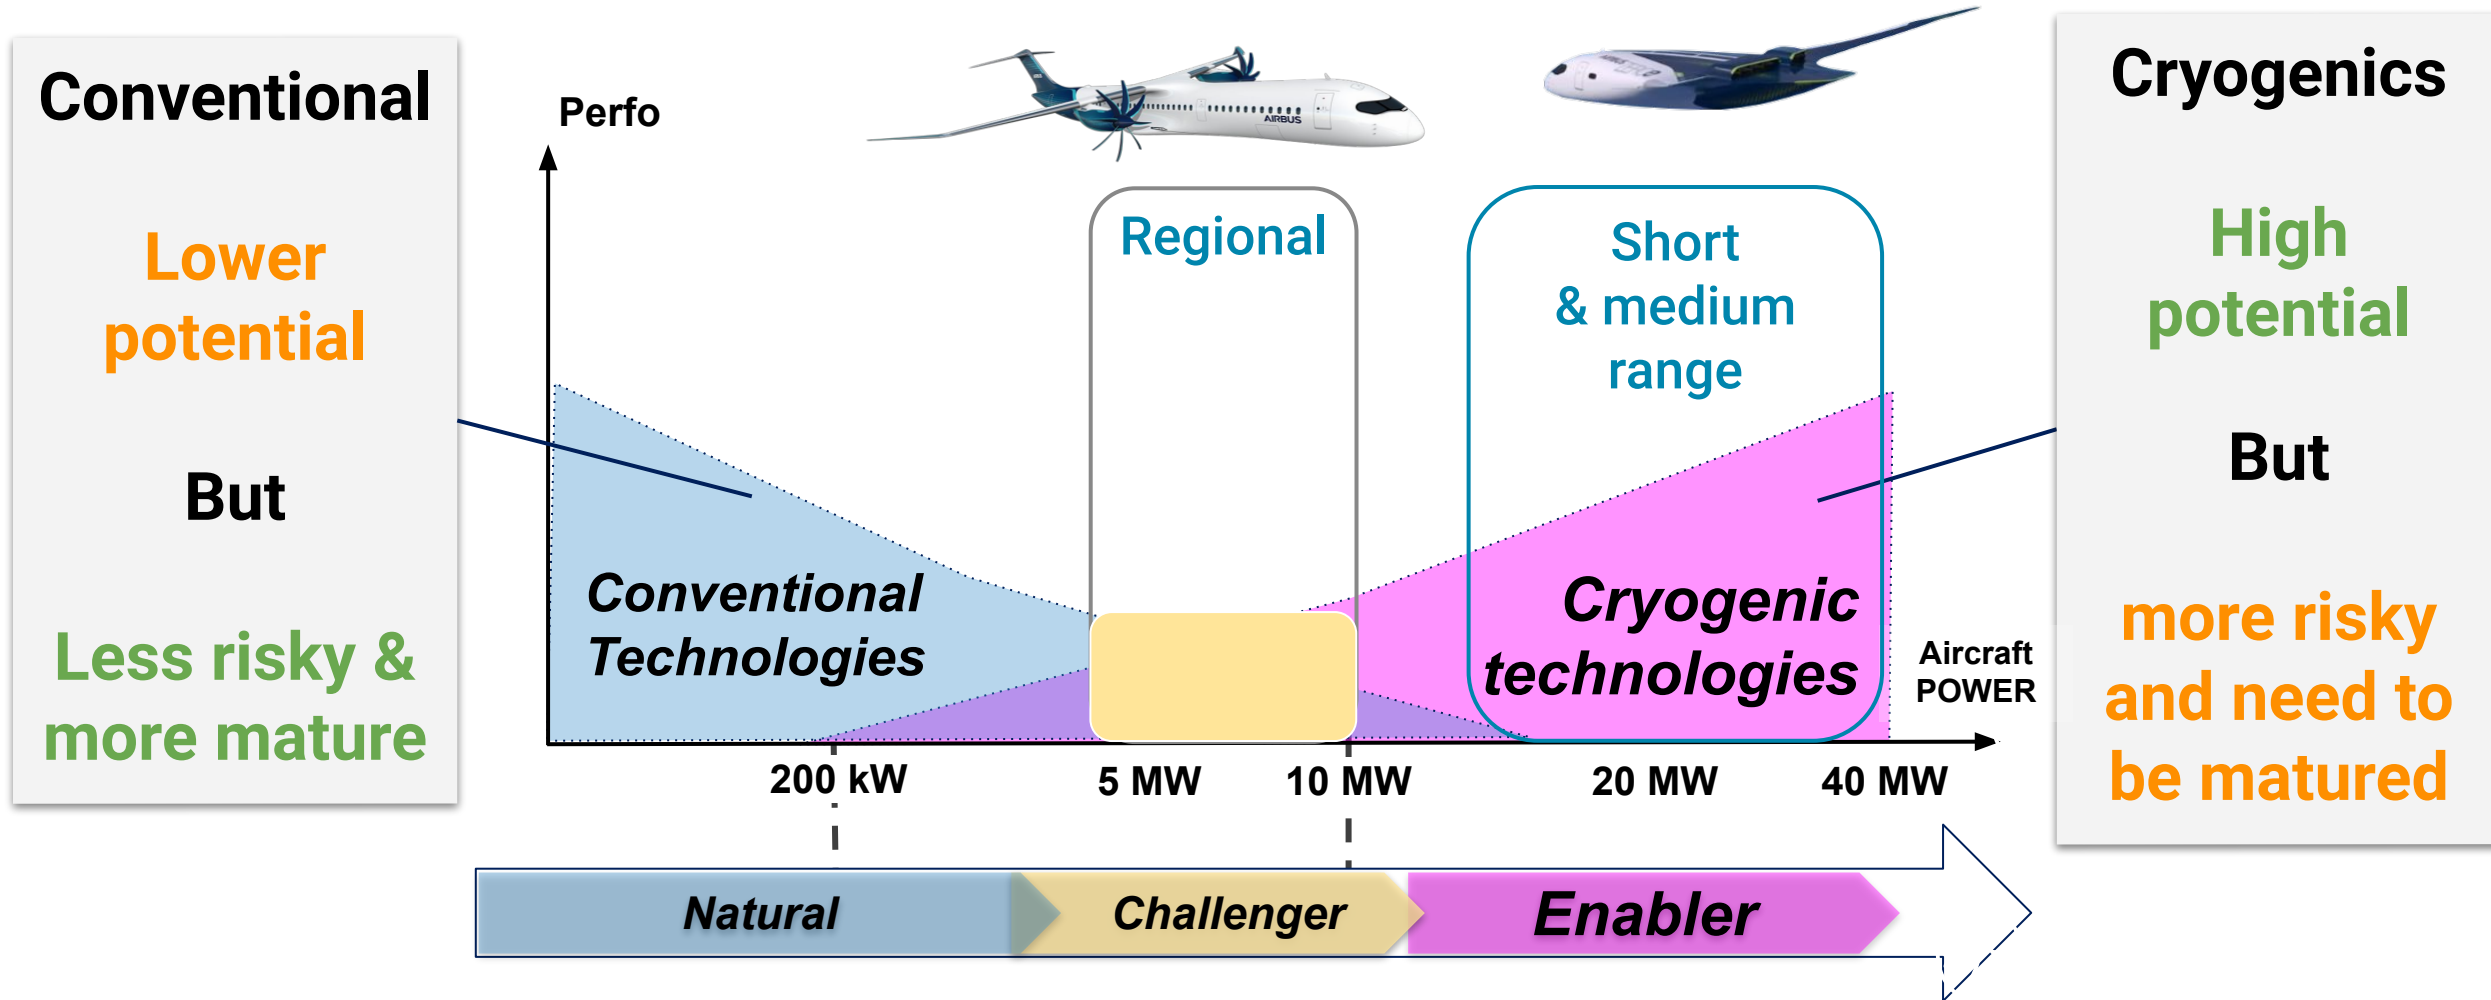 Conventional
Lower
potential
But
Less risky &
more mature
Perfo
AIRBUS
Regional
Short
& medium
range
Conventional
Technologies
Cryogenic
technologies
Aircraft
POWER
200 kW
5 MW
10 MW
20 MW
40 MW
Natural
Challenger
Enabler
Cryogenics
High
potential
But
more risky
and need to
be matured